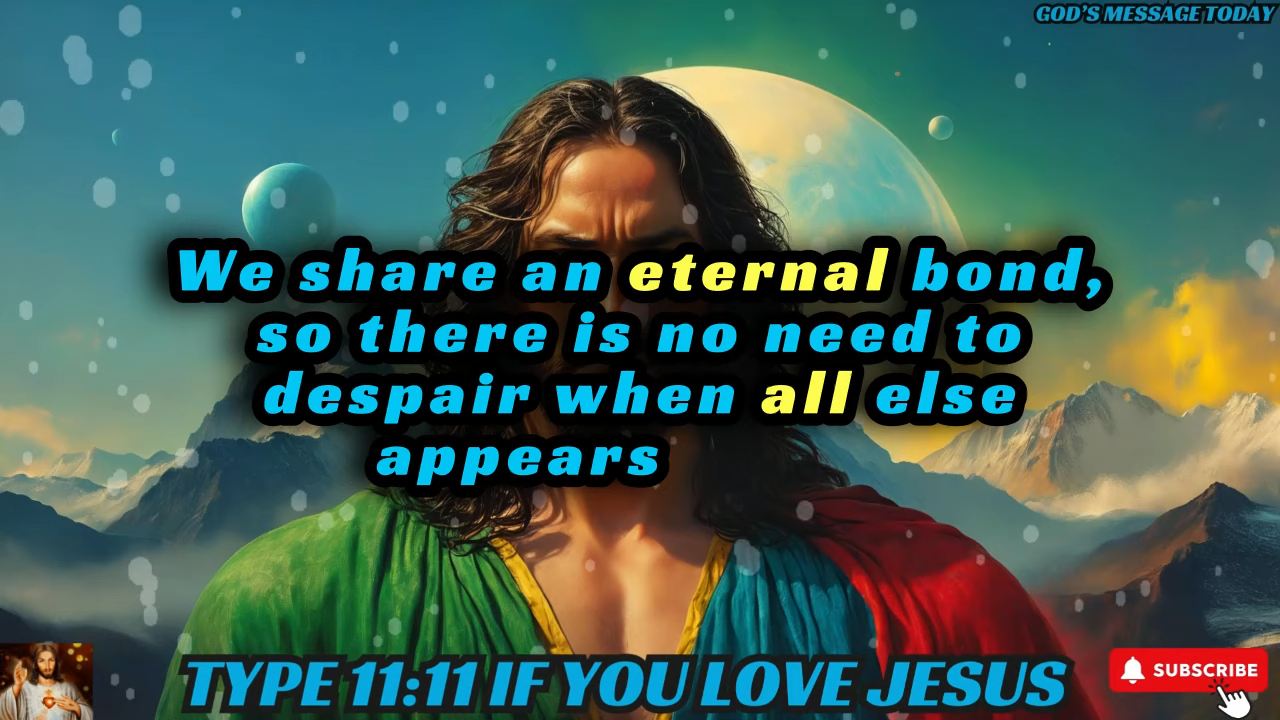 GOD'S MESSAGE TODAY
We share an eternal bond,
so there is no need to
despair when all else
appears
TYPE 11:11 IF YOU LOVE JESUS
SUBSCRIBE